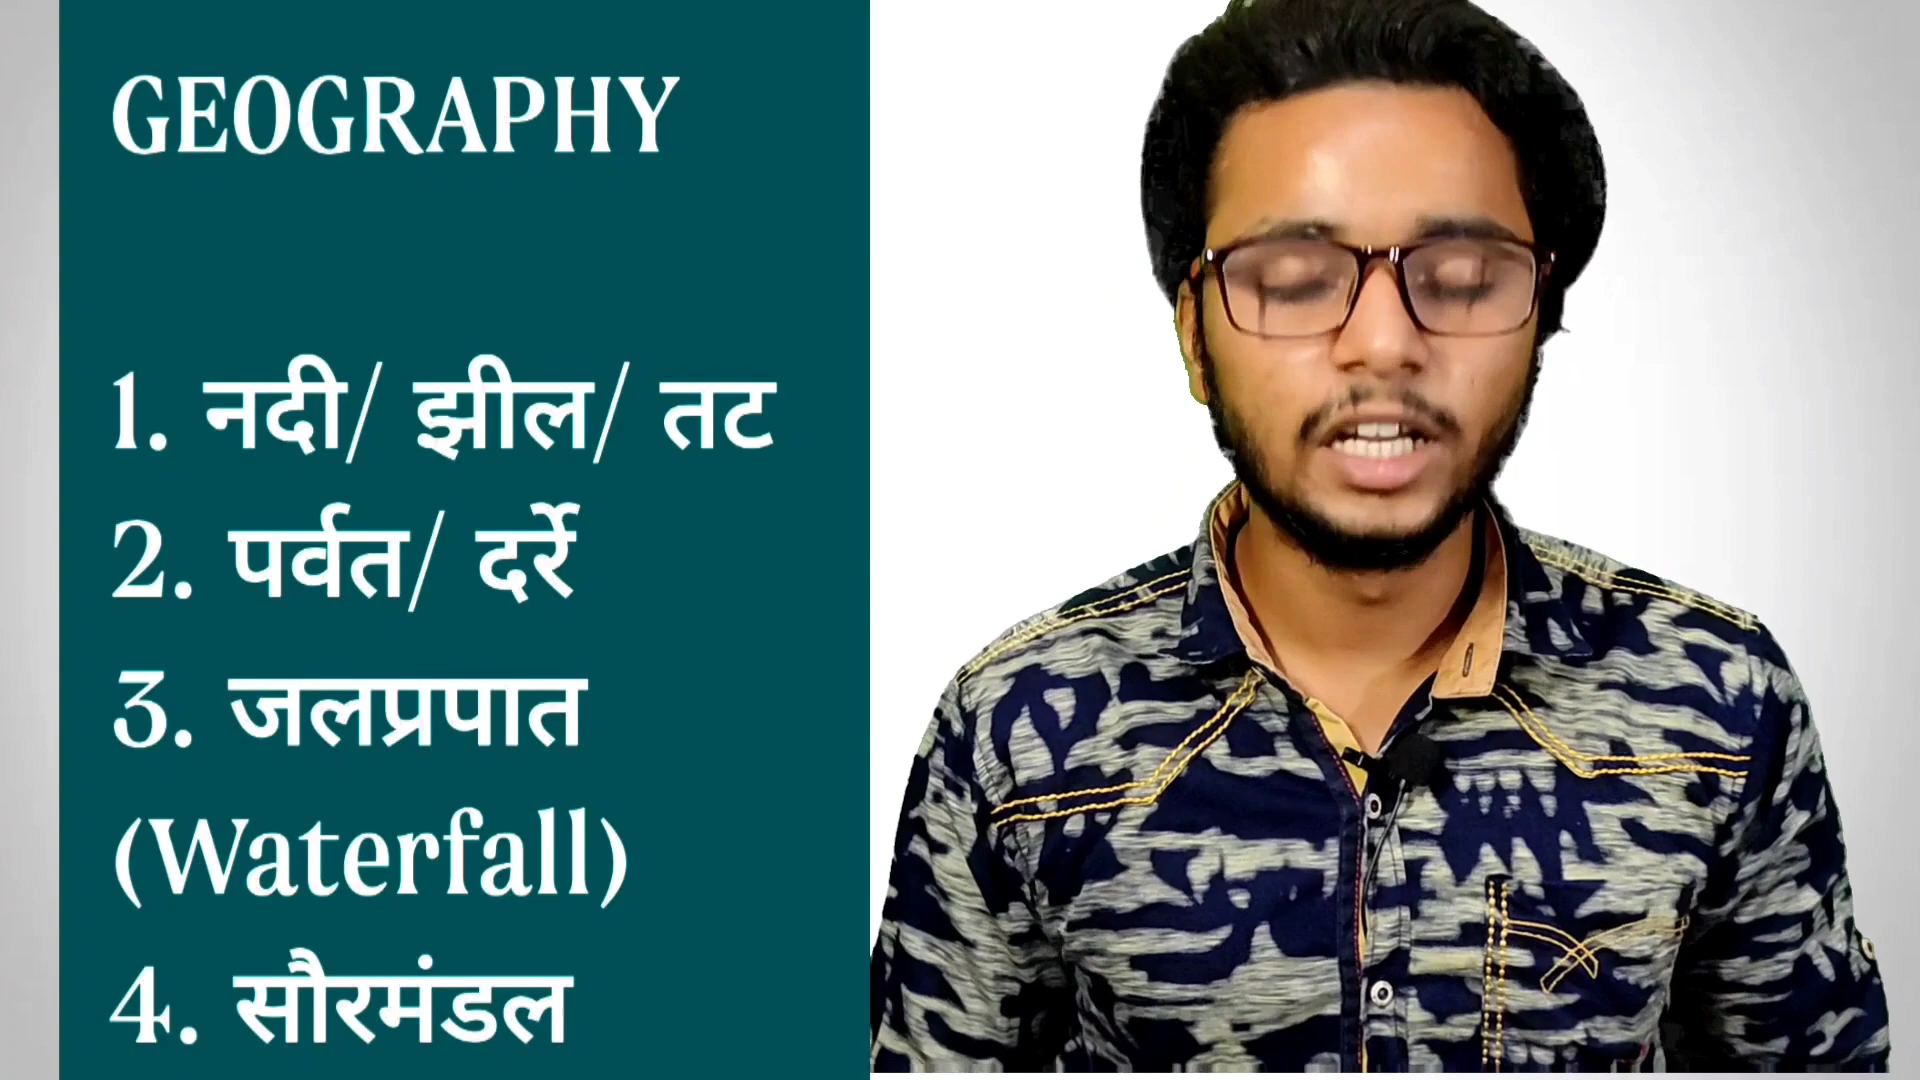 GEOGRAPHY
1. नदी/ झील/ तट
2. पर्वत/ दर्रे
3. जलप्रपात
(Waterfall)
4. सौरमंडल